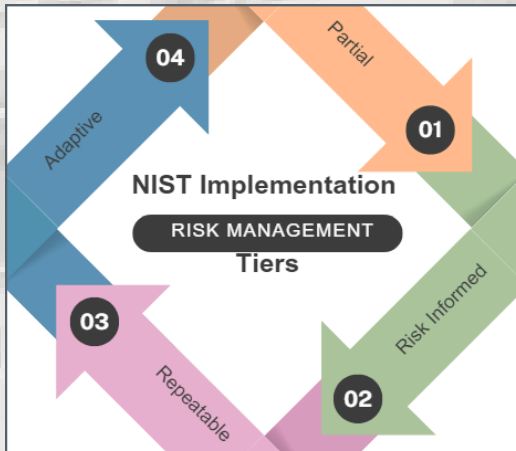 04
Partial
01
Adaptive
NIST Implementation
RISK MANAGEMENT
Tiers
03
Risk Informed
Repeatable
02